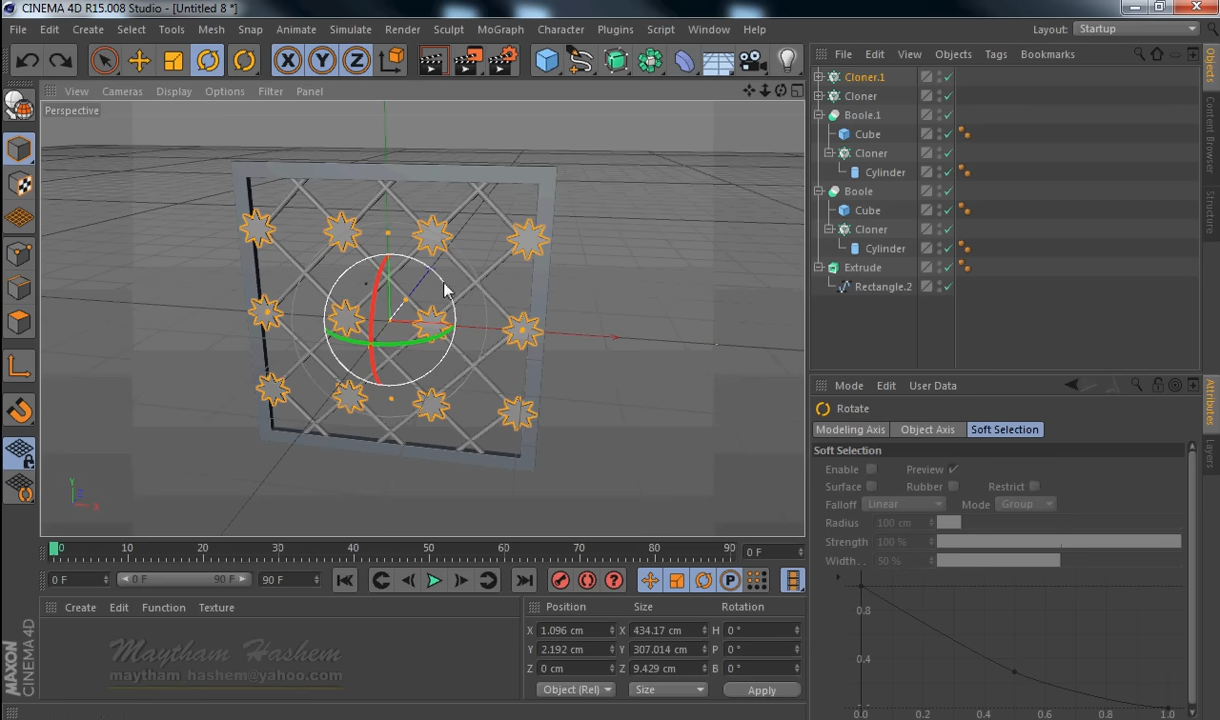 CINEMA 4D R15.008 Studio - [Untitled 8 *]
File Edit Create Select Tools Mesh Snap Animate Simulate Render Sculpt MoGraph Character Plugins Script Window Help Layout: Startup
X Y Z
File Edit View Objects Tags Bookmarks
View Cameras Display Options Filter Panel
Perspective
Cloner.1
Cloner
Boole.1
Cube
Cloner
Cylinder
Boole
Cube
Cloner
Cylinder
Extrude
Rectangle.2
Objects
Content Browser
Structure
Mode Edit User Data
Rotate
Modeling Axis Object Axis Soft Selection
Soft Selection
Enable Preview
Surface Rubber Restrict
Falloff Linear Mode Group
Radius 100 cm
Strength 100 %
Width . . 50 %
0.8
0.4
0.0 0.2 0.4 0.6 0.8 1.0
Attributes
Layers
Y
Z
X
0 10 20 30 40 50 60 70 80 90 0 F
0 F 0 F 90 F 90 F
P
Create Edit Function Texture
Maytham Hashem
maytham_hashem@yahoo.com
MAXON
CINEMA 4D
Position Size Rotation
X 1.096 cm X 434.17 cm H 0 °
Y 2.192 cm Y 307.014 cm P 0 °
Z 0 cm Z 9.429 cm B 0 °
Object (Rel) Size Apply